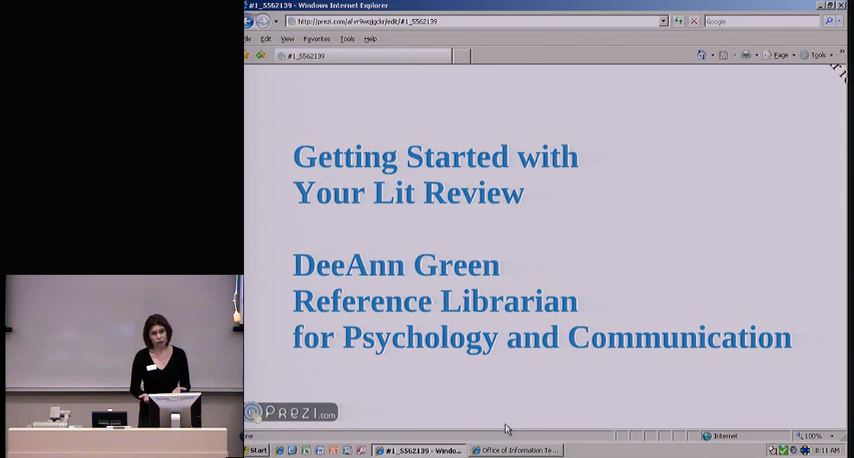 #1_5562139 - Windows Internet Explorer
http://prezi.com/afvr9wxjgckr/edit/#1_5562139
Google
Edit View Favorites Tools Help
#1_5562139
Page Tools
Getting Started with
Your Lit Review
DeeAnn Green
Reference Librarian
for Psychology and Communication
PREZI.com
Internet
100%
Start
#1_5562139 - Windo...
Office of Information Te...
8:11 AM